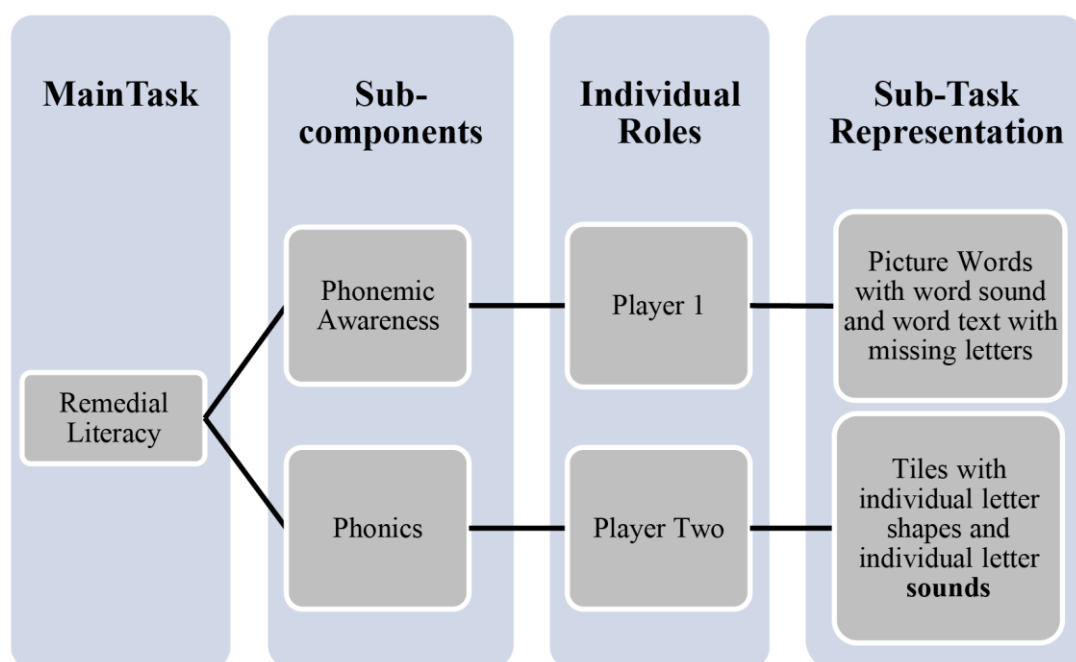 MainTask
Sub-
components
Individual
Roles
Sub-Task
Representation
Remedial
Literacy
Phonemic
Awareness
Player 1
Picture Words
with word sound
and word text with
missing letters
Phonics
Player Two
Tiles with
individual letter
shapes and
individual letter
sounds